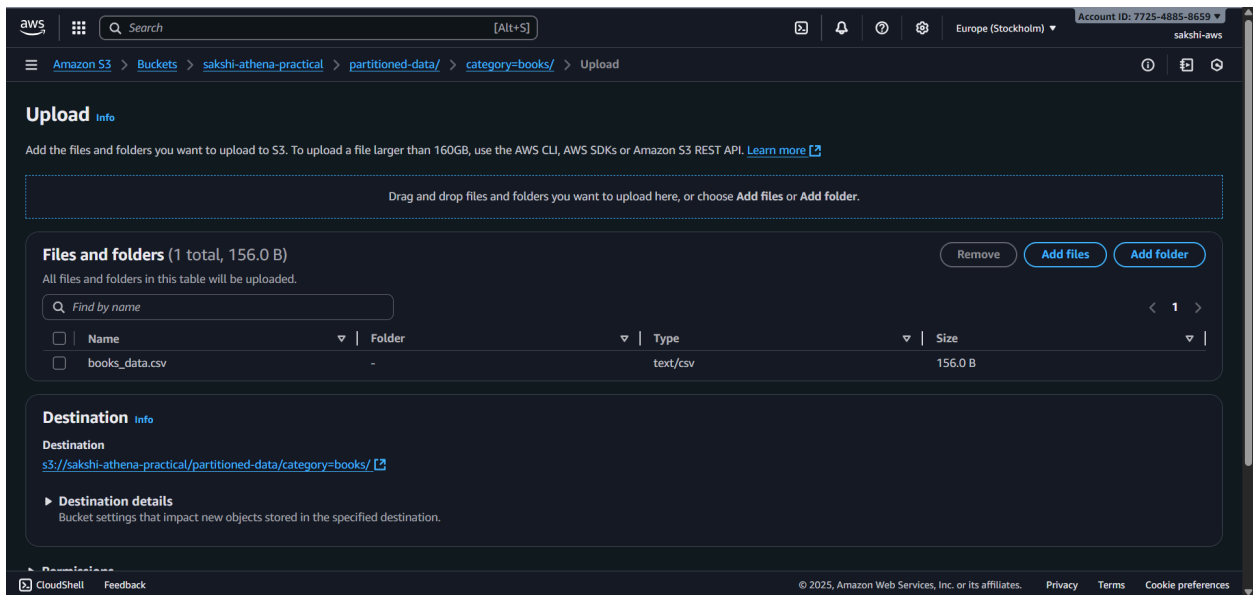 aws Search [Alt+S] Europe (Stockholm) Account ID: 7725-4885-8659
sakshi-aws
Amazon S3 > Buckets > sakshi-athena-practical > partitioned-data/ > category=books/ > Upload
Upload Info
Add the files and folders you want to upload to S3. To upload a file larger than 160GB, use the AWS CLI, AWS SDKs or Amazon S3 REST API. Learn more
Drag and drop files and folders you want to upload here, or choose Add files or Add folder.
Files and folders (1 total, 156.0 B) Remove Add files Add folder
All files and folders in this table will be uploaded.
Find by name < 1 >
Name Folder Type Size
books_data.csv - text/csv 156.0 B
Destination Info
Destination
s3://sakshi-athena-practical/partitioned-data/category=books/
Destination details
Bucket settings that impact new objects stored in the specified destination.
Permissions
CloudShell Feedback © 2025, Amazon Web Services, Inc. or its affiliates. Privacy Terms Cookie preferences